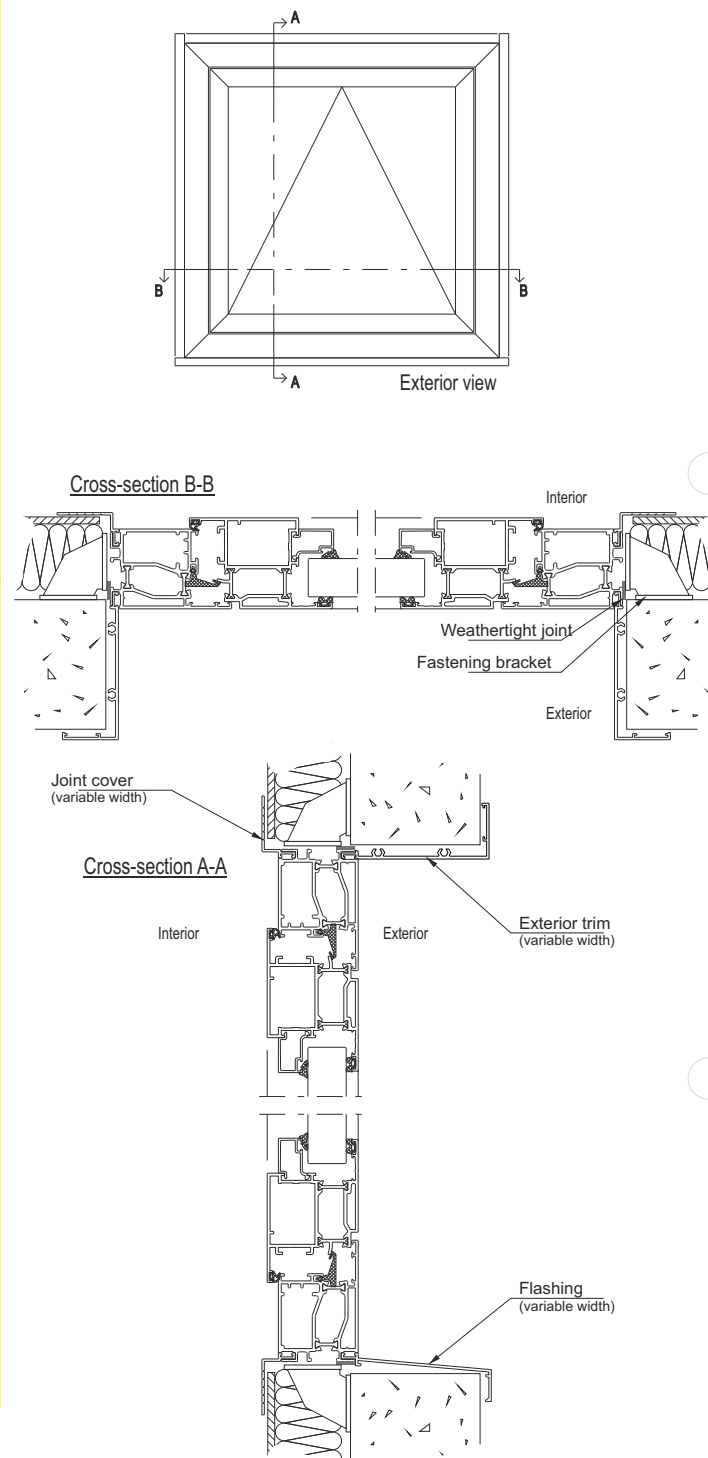 A
B
B
A
Exterior view
Cross-section B-B
Interior
Weathertight joint
Fastening bracket
Exterior
Joint cover
(variable width)
Cross-section A-A
Interior
Exterior
Exterior trim
(variable width)
Flashing
(variable width)